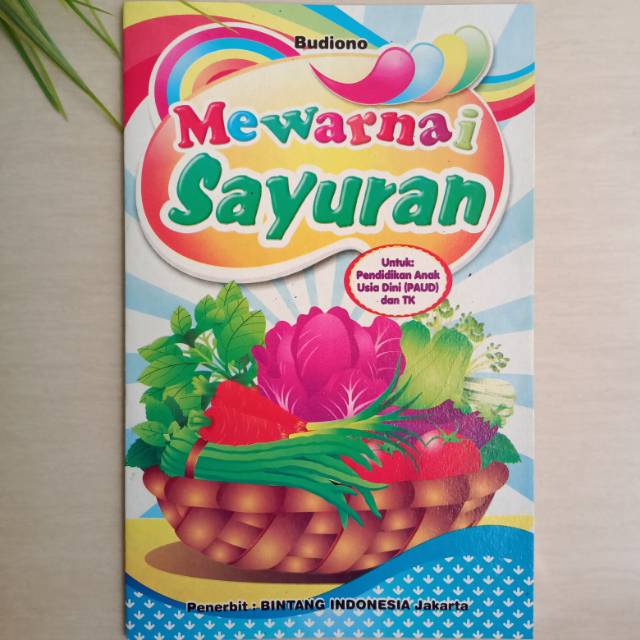 Budiono
Mewarnai
Sayuran
Untuk:
Pendidikan Anak
Usia Dini (PAUD)
dan TK
Penerbit : BINTANG INDONESIA Jakarta